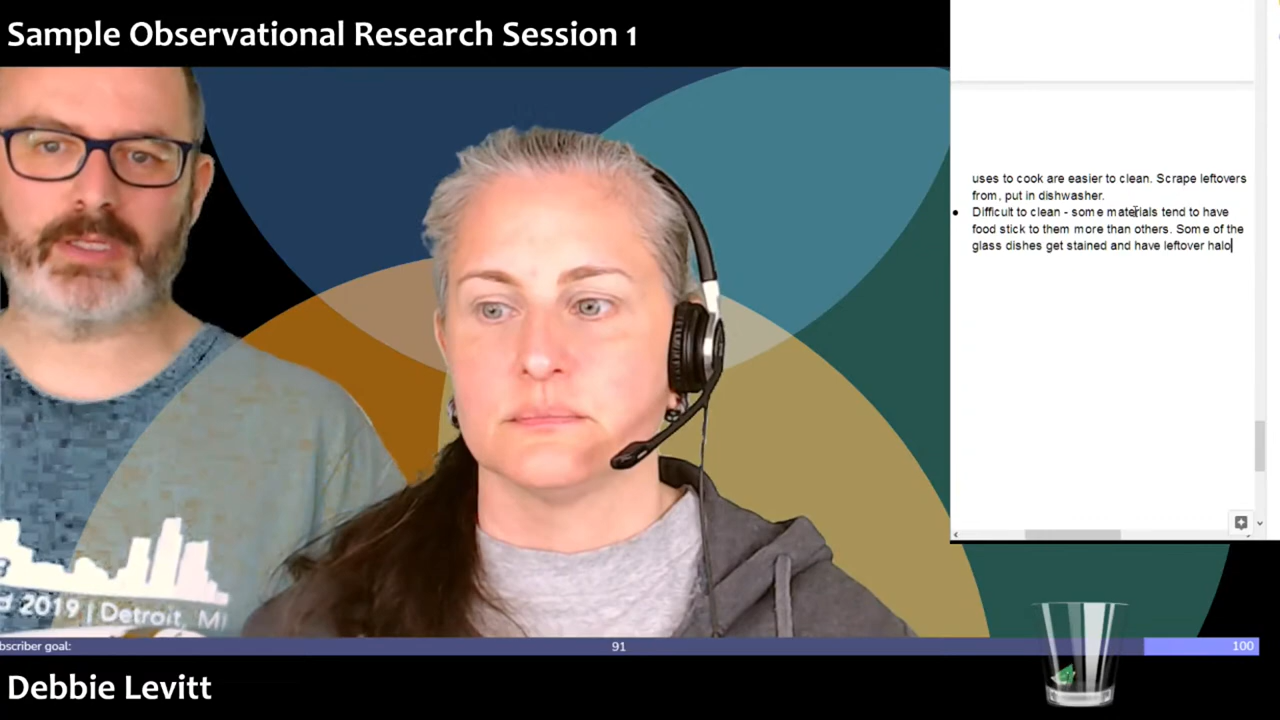 Sample Observational Research Session 1
uses to cook are easier to clean. Scrape leftovers
from, put in dishwasher.
● Difficult to clean - some materials tend to have
food stick to them more than others. Some of the
glass dishes get stained and have leftover halo
2019 | Detroit, MI
bscriber goal:
91
100
Debbie Levitt